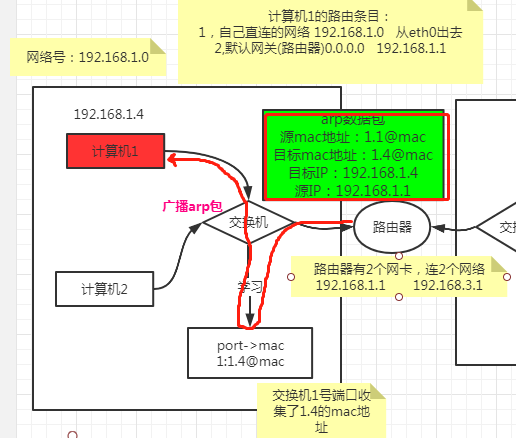 计算机1的路由条目：
1，自己直连的网络 192.168.1.0 从eth0出去
2,默认网关(路由器)0.0.0.0 192.168.1.1
网络号：192.168.1.0
192.168.1.4
计算机1
arp数据包
源mac地址：1.1@mac
目标mac地址：1.4@mac
目标IP：192.168.1.4
源IP：192.168.1.1
广播arp包
交换机
路由器
计算机2
路由器有2个网卡，连2个网络
192.168.1.1 192.168.3.1
学习
port->mac
1:1.4@mac
交换机1号端口收
集了1.4的mac地
址